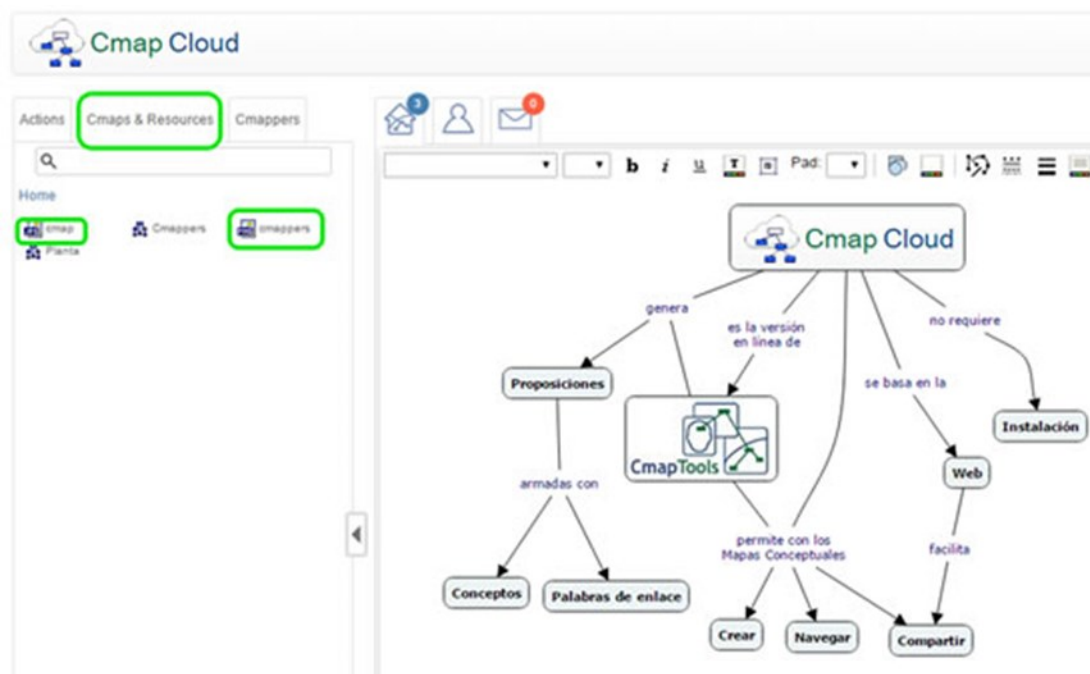 Cmap Cloud
Actions
Cmaps & Resources
Cmappers
3
0
b i u T Pad:
Home
cmap
Cmappers
cmappers
Planta
Cmap Cloud
genera
es la versión
en línea de
no requiere
Proposiciones
se basa en la
CmapTools
Instalación
Web
armadas con
permite con los
Mapas Conceptuales
facilita
Conceptos
Palabras de enlace
Crear
Navegar
Compartir